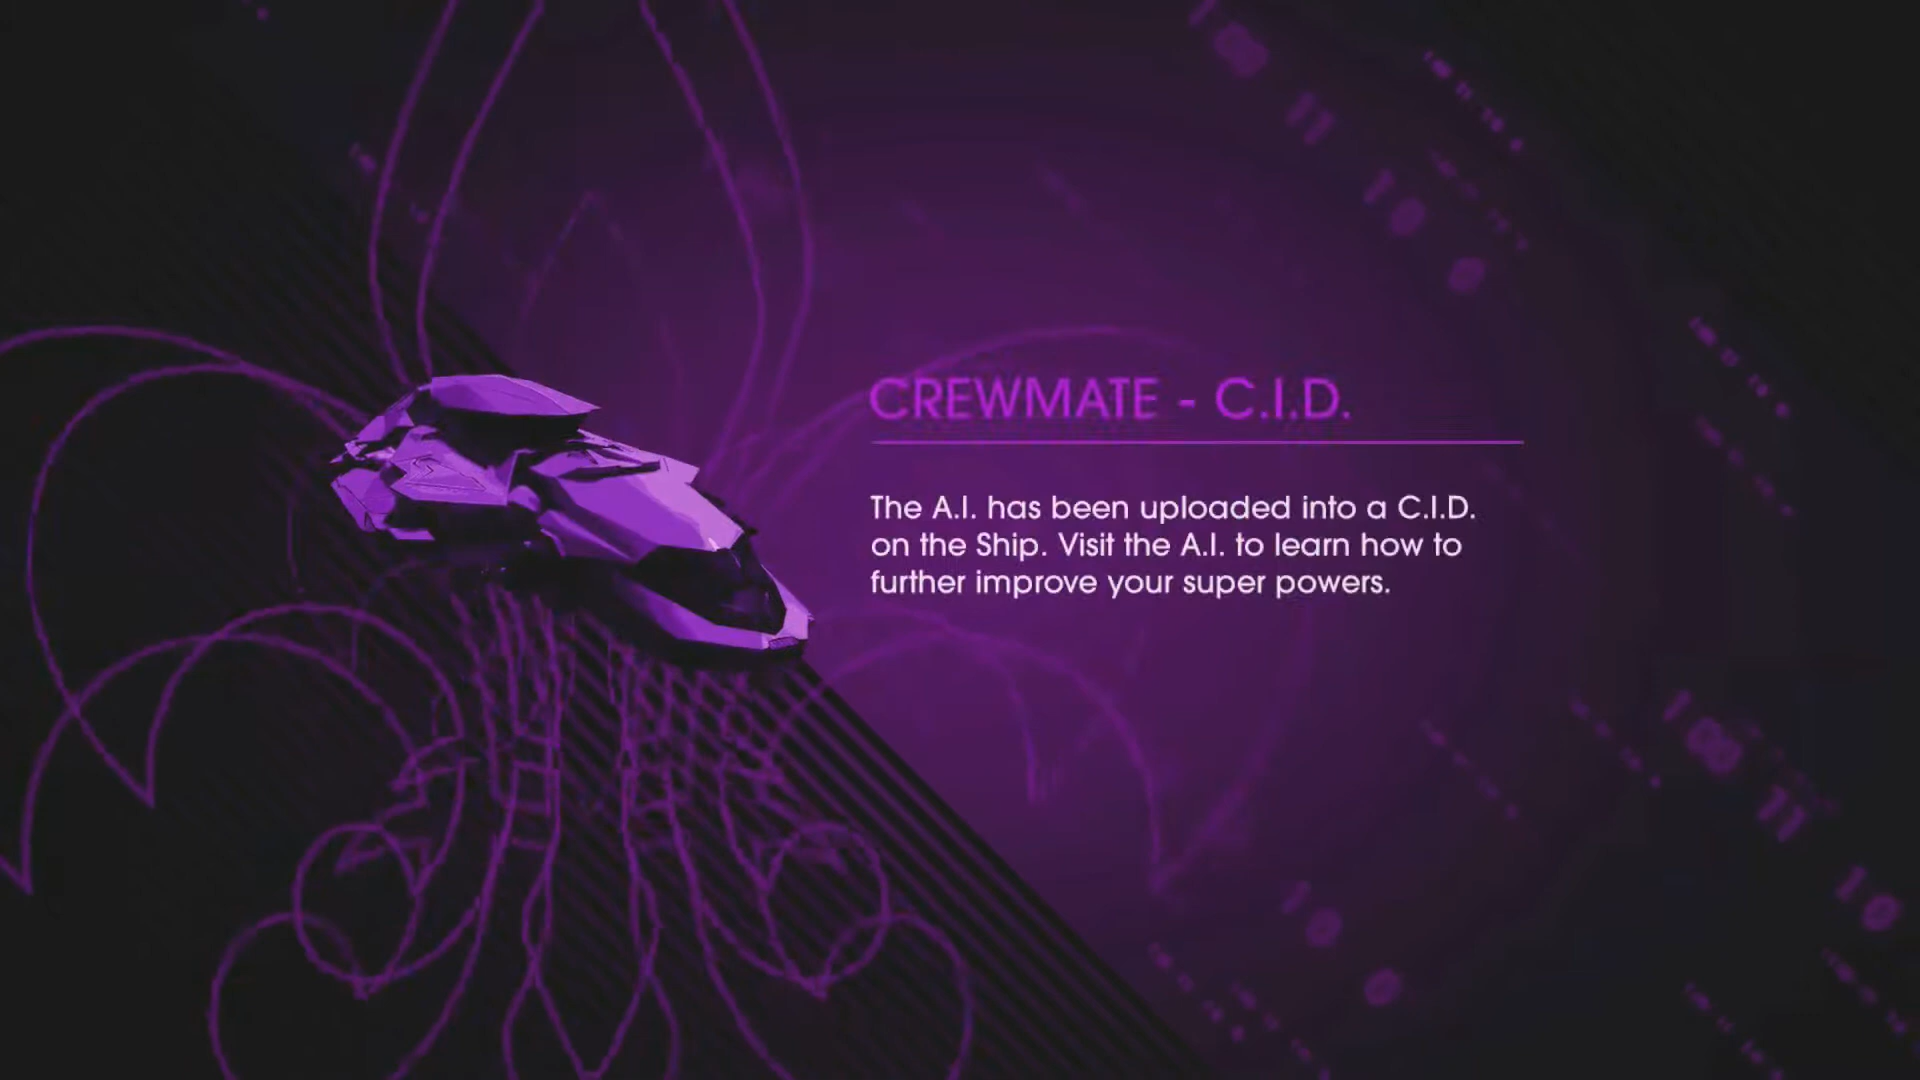 CREWMATE - C.I.D.
The A.I. has been uploaded into a C.I.D.
on the Ship. Visit the A.I. to learn how to
further improve your super powers.